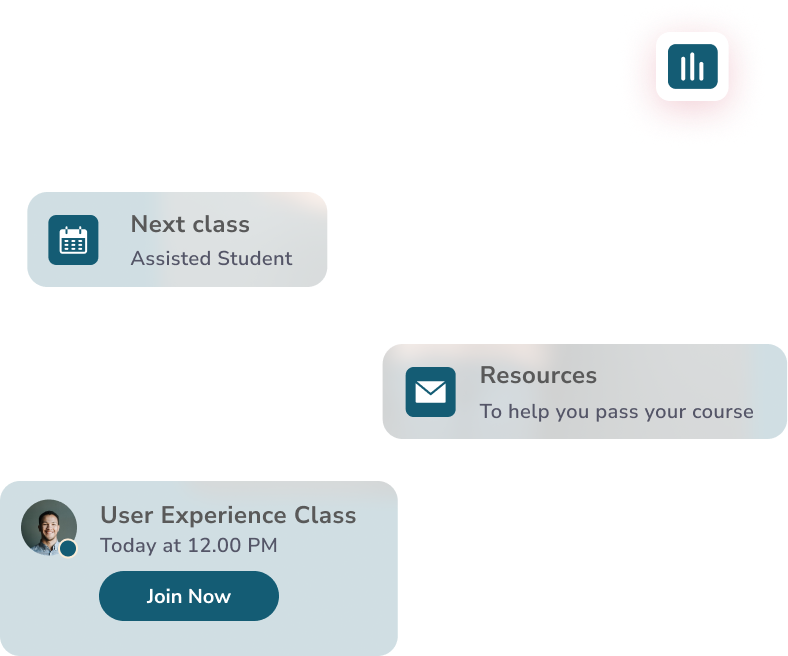 Next class
Assisted Student
Resources
To help you pass your course
User Experience Class
Today at 12.00 PM
Join Now